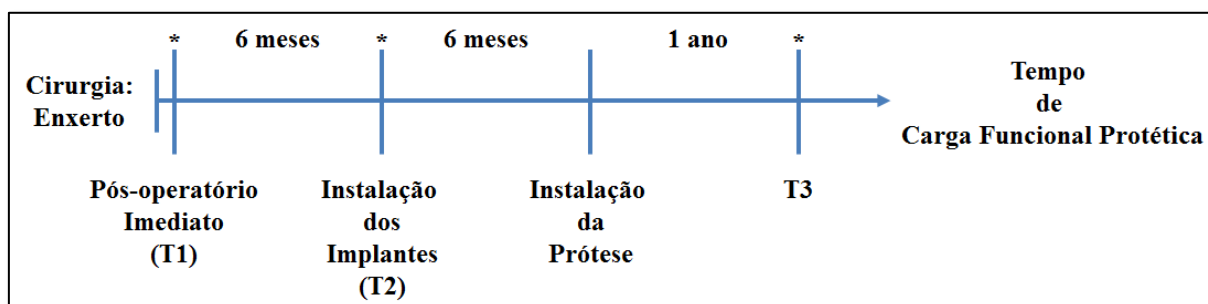 * 6 meses * 6 meses 1 ano *
Cirurgia:
Enxerto
Tempo
de
Carga Funcional Protética
Pós-operatório
Imediato
(T1)
Instalação
dos
Implantes
(T2)
Instalação
da
Prótese
T3